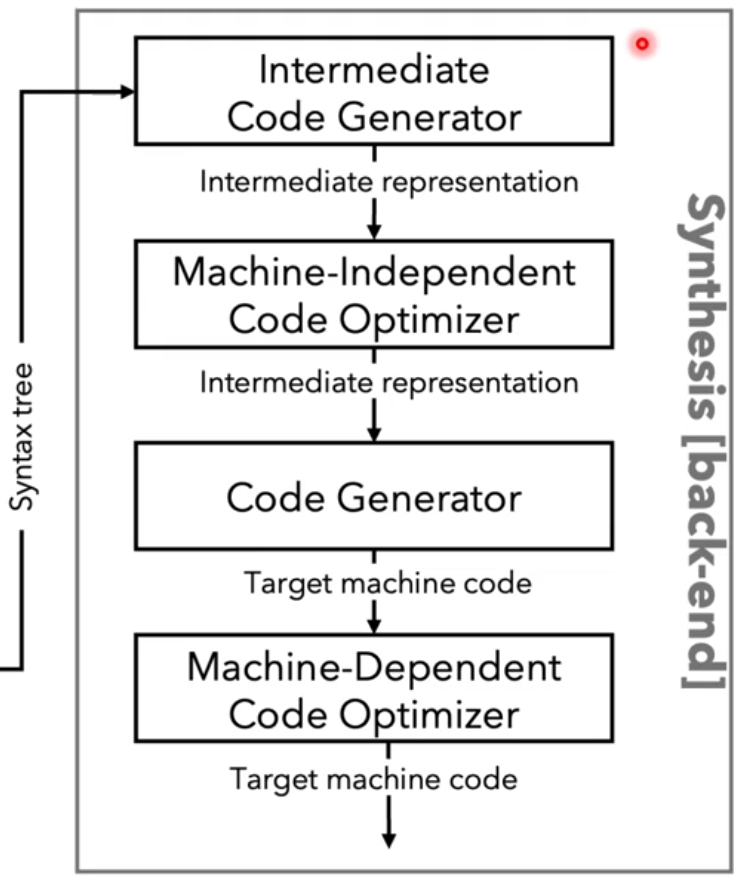 Intermediate
Code Generator
Intermediate representation
Machine-Independent
Code Optimizer
Intermediate representation
Code Generator
Target machine code
Machine-Dependent
Code Optimizer
Target machine code
Syntax tree
Synthesis [back-end]